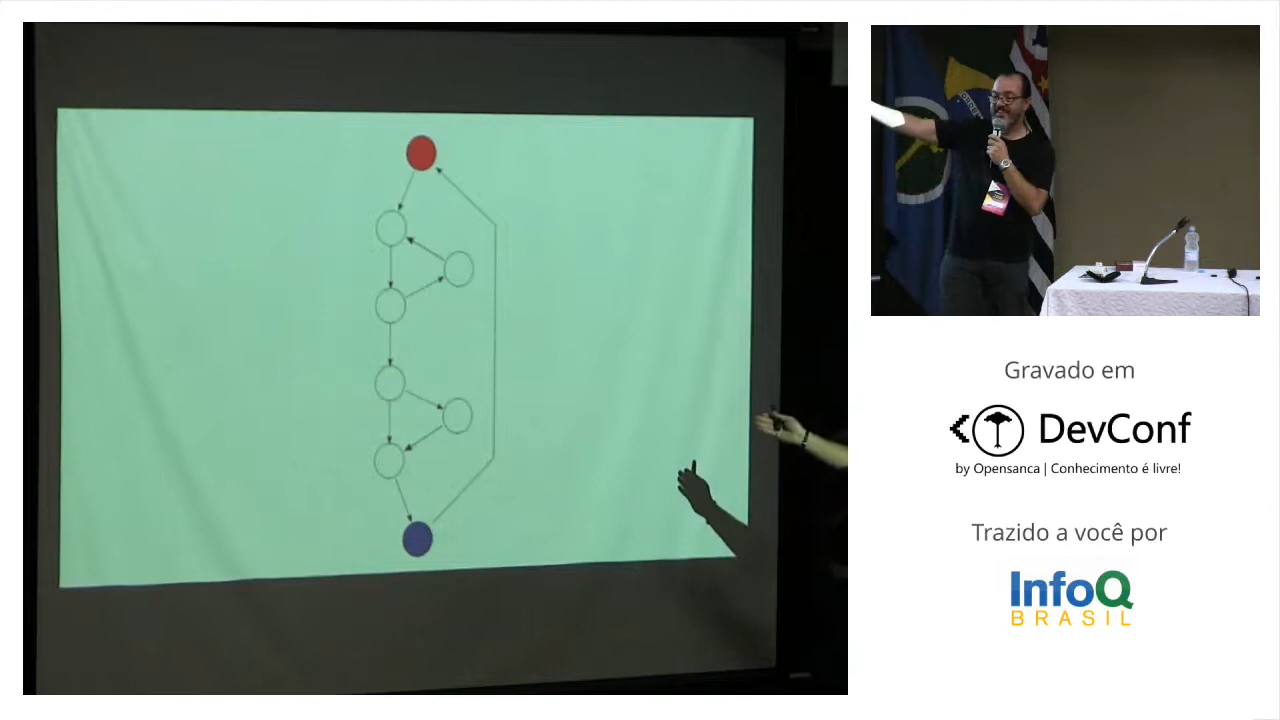 Gravado em
DevConf
by Opensanca | Conhecimento é livre!
Trazido a você por
InfoQ
BRASIL